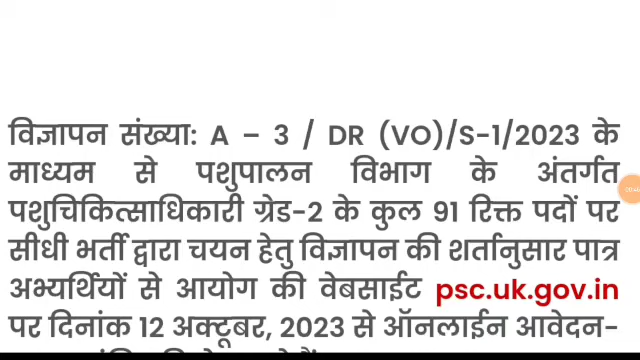 विज्ञापन संख्या: A – 3 / DR (VO)/S-1/2023 के
माध्यम से पशुपालन विभाग के अंतर्गत
पशुचिकित्साधिकारी ग्रेड-2 के कुल 91 रिक्त पदों पर
सीधी भर्ती द्वारा चयन हेतु विज्ञापन की शर्तानुसार पात्र
अभ्यर्थियों से आयोग की वेबसाईट psc.uk.gov.in
पर दिनांक 12 अक्टूबर, 2023 से ऑनलाईन आवेदन-